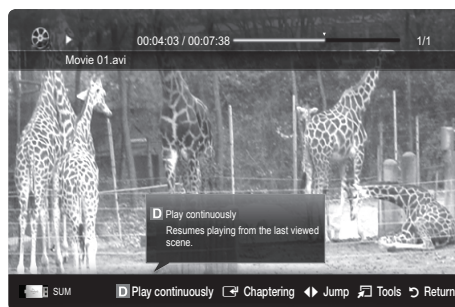 00:04:03 / 00:07:38 1/1
Movie 01.avi
D Play continuously
Resumes playing from the last viewed
scene.
SUM D Play continuously Chaptering Jump Tools Return